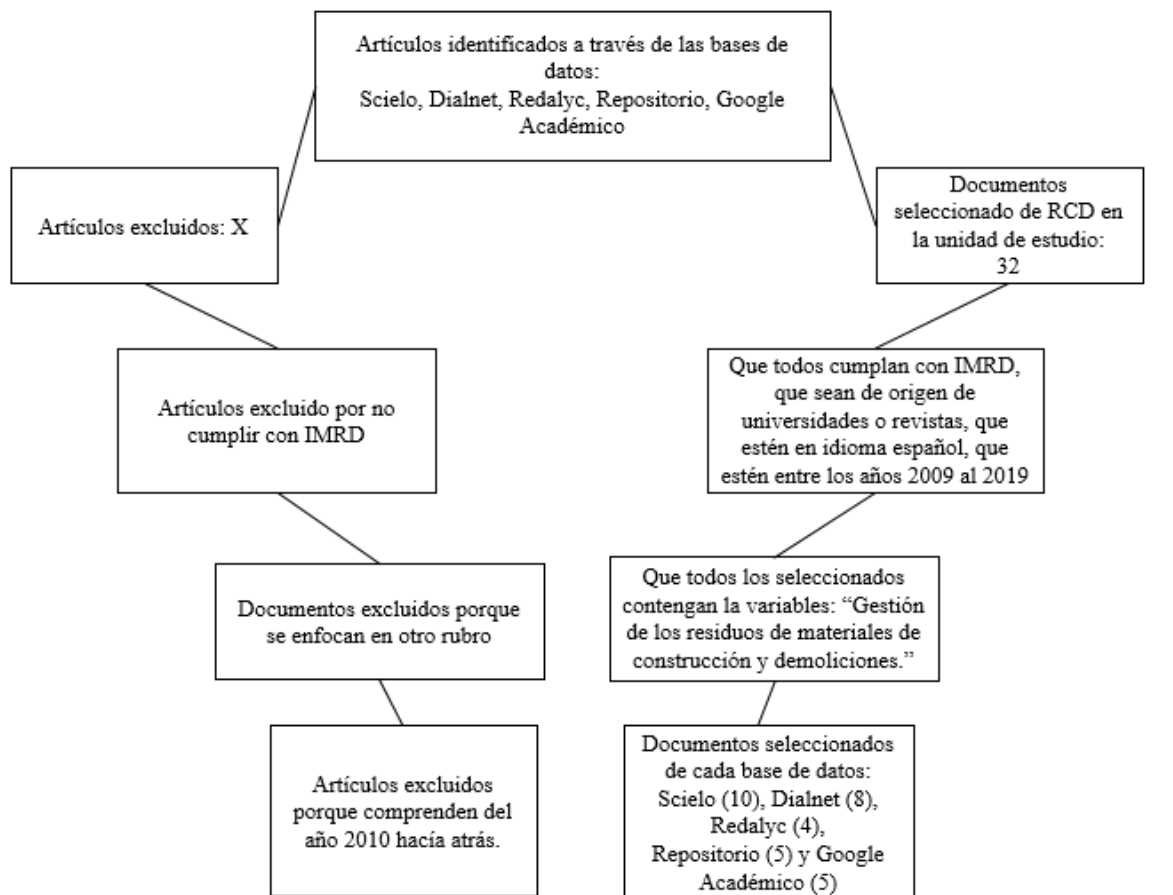 Artículos identificados a través de las bases de
datos:
Scielo, Dialnet, Redalyc, Repositorio, Google
Académico
Artículos excluidos: X
Documentos
seleccionado de RCD en
la unidad de estudio:
32
Artículos excluido por no
cumplir con IMRD
Que todos cumplan con IMRD,
que sean de origen de
universidades o revistas, que
estén en idioma español, que
estén entre los años 2009 al 2019
Documentos excluidos porque
se enfocan en otro rubro
Que todos los seleccionados
contengan la variables: “Gestión
de los residuos de materiales de
construcción y demoliciones.”
Artículos excluidos
porque comprenden del
año 2010 hacía atrás.
Documentos seleccionados
de cada base de datos:
Scielo (10), Dialnet (8),
Redalyc (4),
Repositorio (5) y Google
Académico (5)